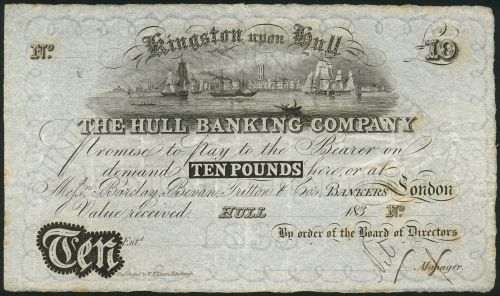 Kingston upon Hull
No. 10
THE HULL BANKING COMPANY
Promise to Pay to the Bearer on
demand TEN POUNDS here, or at
Messrs. Barclay, Bevan, Tritton & Cos. BANKERS London
Value received. HULL 183 No.
By order of the Board of Directors
Ten Entd.
Manager.